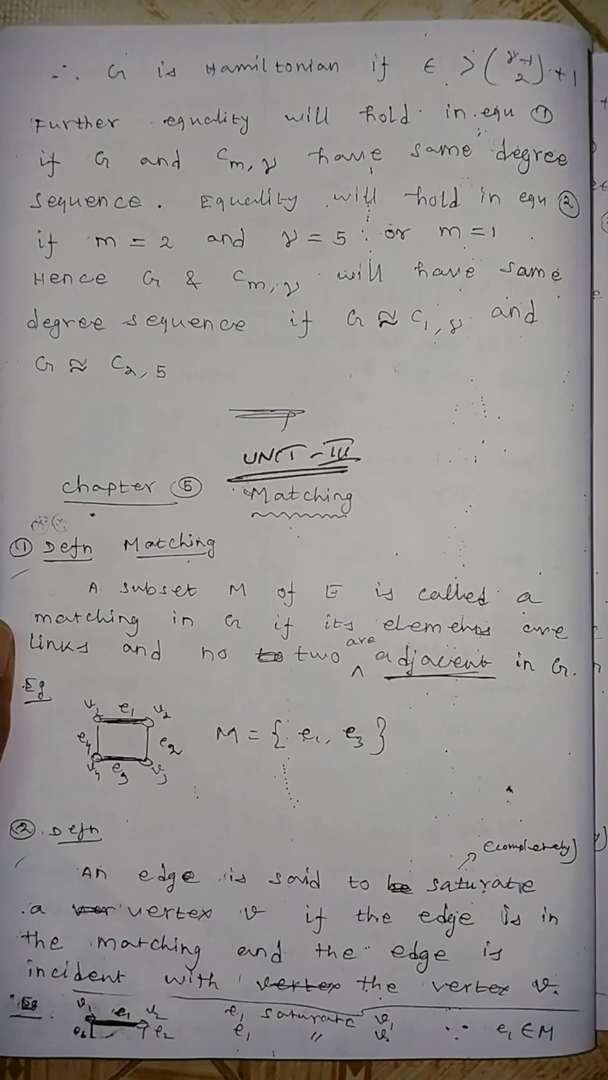 ∴ G is Hamiltonian if ϵ > (γ-1 2) + 1
Further equality will hold in equ ①
if G and Cm,γ have same degree
sequence. Equality will hold in equ ②
if m = 2 and γ = 5 or m = 1
Hence G & Cm,γ will have same
degree sequence if G ≈ C1,γ and
G ≈ C2,5
UNIT - III
Chapter ⑤
Matching
① Defn Matching
A subset M of E is called a
matching in G if its elements are
links and no two are adjacent in G.
Eg
v1 e1 v2
e4 e2 M = { e1, e3 }
v4 e3 v3
② Defn
(completely)
An edge is said to saturate
a vertex v if the edge is in
the matching and the edge is
incident with the vertex v.
Eg v1 e1 v2 e1 saturate v1
e2 e1 〃 ∵ e1 ∈ M